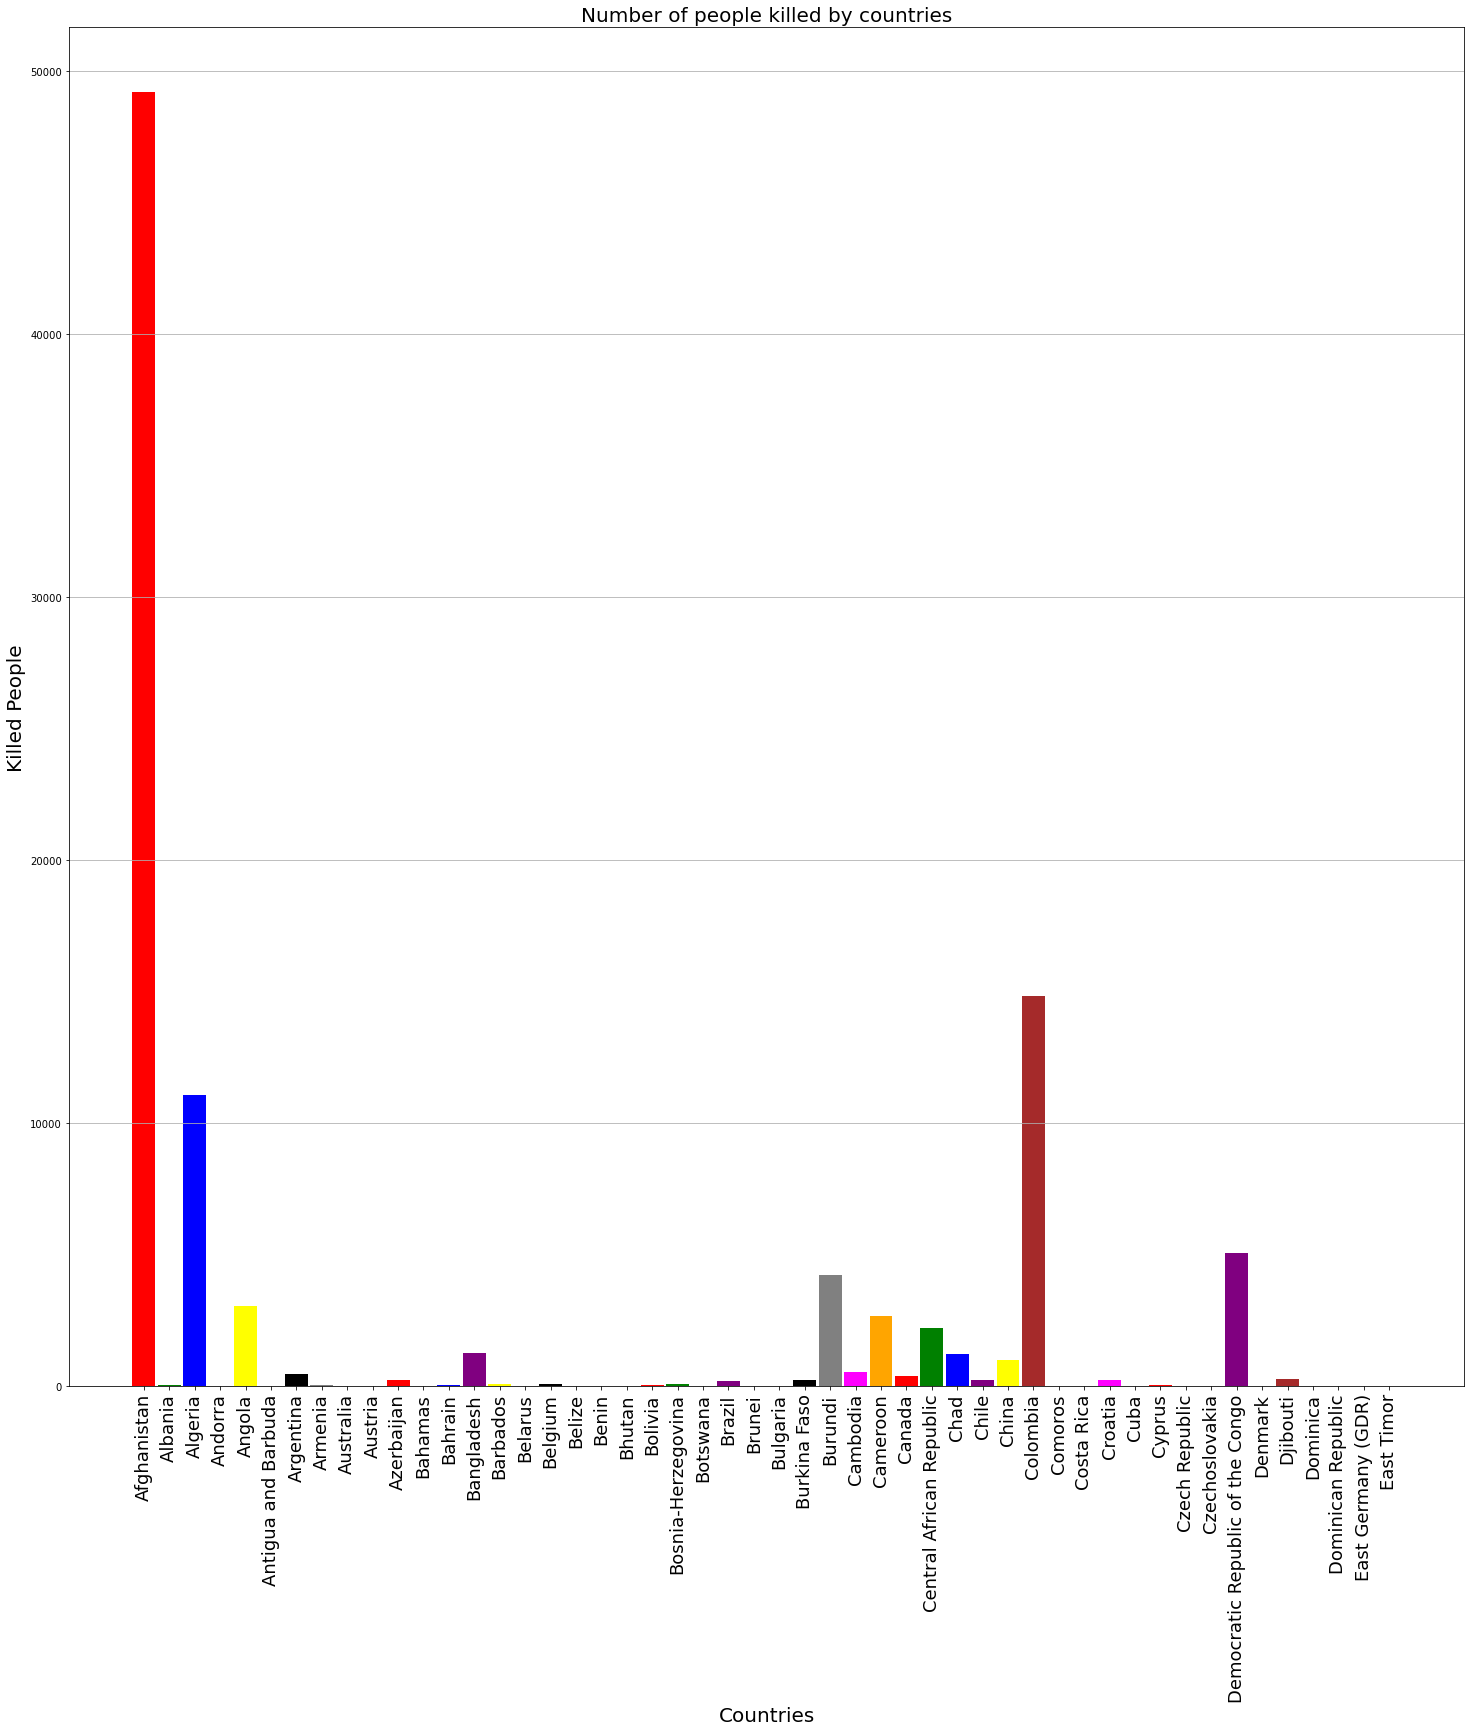 Number of people killed by countries
Killed People
50000
40000
30000
20000
10000
0
Afghanistan
Albania
Algeria
Andorra
Angola
Antigua and Barbuda
Argentina
Armenia
Australia
Austria
Azerbaijan
Bahamas
Bahrain
Bangladesh
Barbados
Belarus
Belgium
Belize
Benin
Bhutan
Bolivia
Bosnia-Herzegovina
Botswana
Brazil
Brunei
Bulgaria
Burkina Faso
Burundi
Cambodia
Cameroon
Canada
Central African Republic
Chad
Chile
China
Colombia
Comoros
Costa Rica
Croatia
Cuba
Cyprus
Czech Republic
Czechoslovakia
Democratic Republic of the Congo
Denmark
Djibouti
Dominica
Dominican Republic
East Germany (GDR)
East Timor
Countries